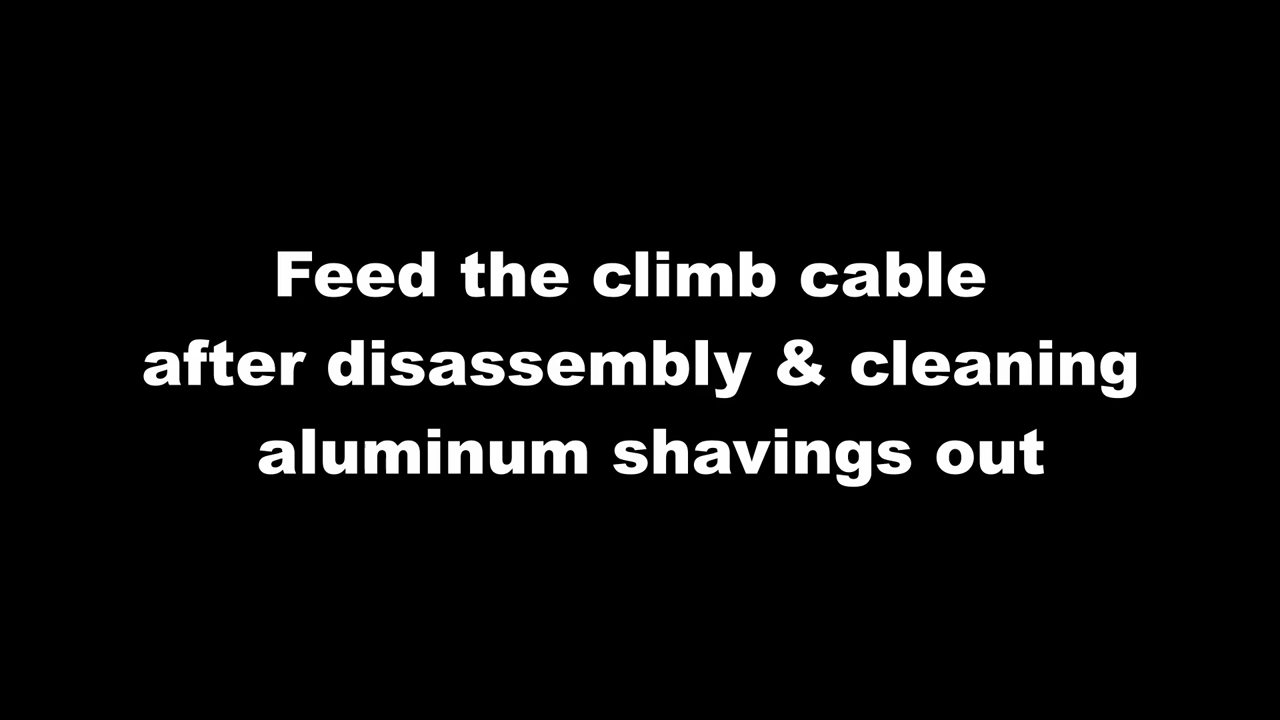 Feed the climb cable
after disassembly & cleaning
aluminum shavings out